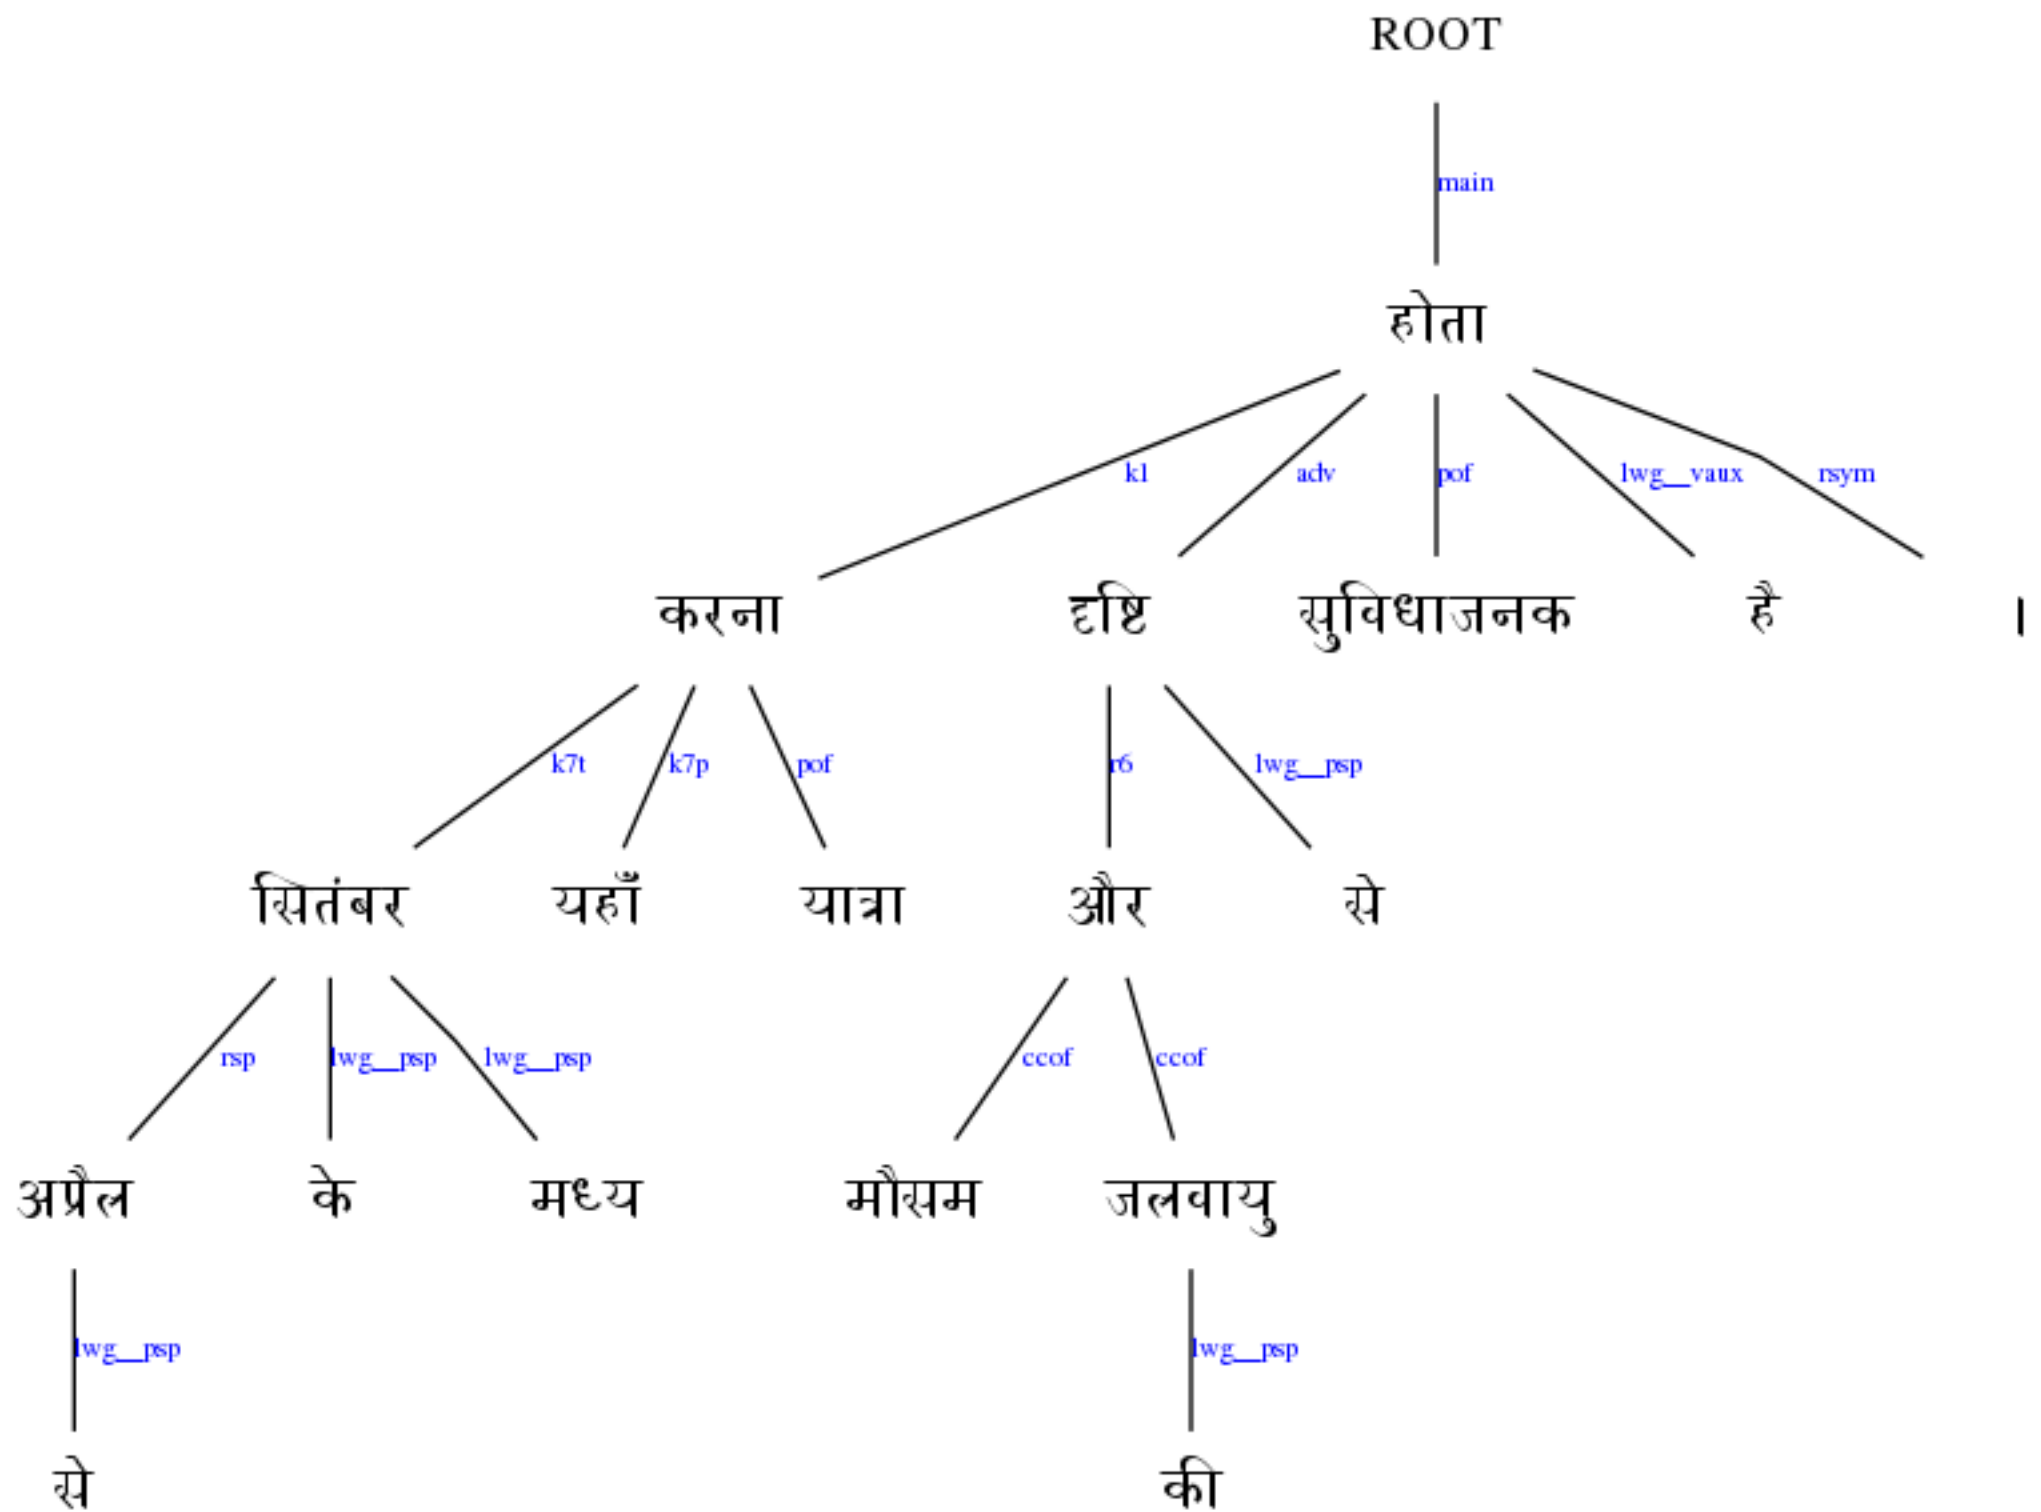 ROOT
main
होता
k1 adv pof lwg__vaux rsym
करना दृष्टि सुविधाजनक है ।
k7t k7p pof r6 lwg__psp
सितंबर यहाँ यात्रा और से
rsp lwg__psp lwg__psp ccof ccof
अप्रैल के मध्य मौसम जलवायु
lwg__psp lwg__psp
से की